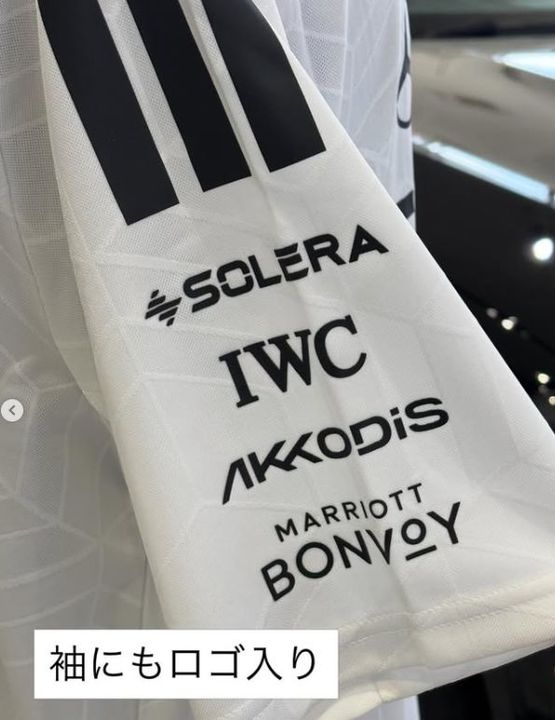 SOLERA
IWC
AKKODiS
MARRIOTT
BONVOY
袖にもロゴ入り